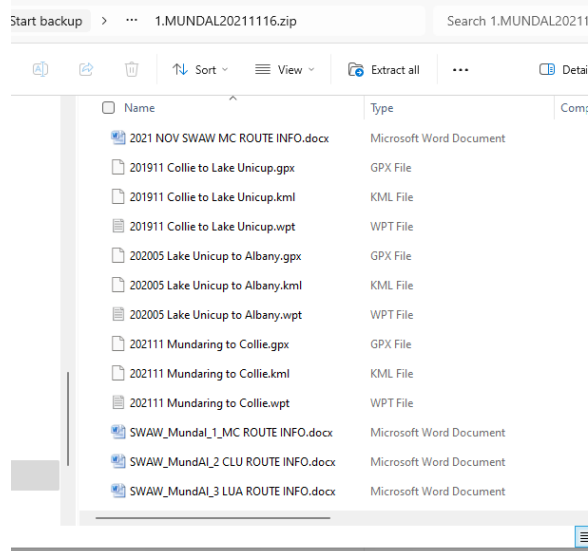 Start backup > ... 1.MUNDAL20211116.zip Search 1.MUNDAL20211
Sort View Extract all ... Detai
Name Type Comp
2021 NOV SWAW MC ROUTE INFO.docx Microsoft Word Document
201911 Collie to Lake Unicup.gpx GPX File
201911 Collie to Lake Unicup.kml KML File
201911 Collie to Lake Unicup.wpt WPT File
202005 Lake Unicup to Albany.gpx GPX File
202005 Lake Unicup to Albany.kml KML File
202005 Lake Unicup to Albany.wpt WPT File
202111 Mundaring to Collie.gpx GPX File
202111 Mundaring to Collie.kml KML File
202111 Mundaring to Collie.wpt WPT File
SWAW_Mundal_1_MC ROUTE INFO.docx Microsoft Word Document
SWAW_MundAl_2 CLU ROUTE INFO.docx Microsoft Word Document
SWAW_MundAl_3 LUA ROUTE INFO.docx Microsoft Word Document